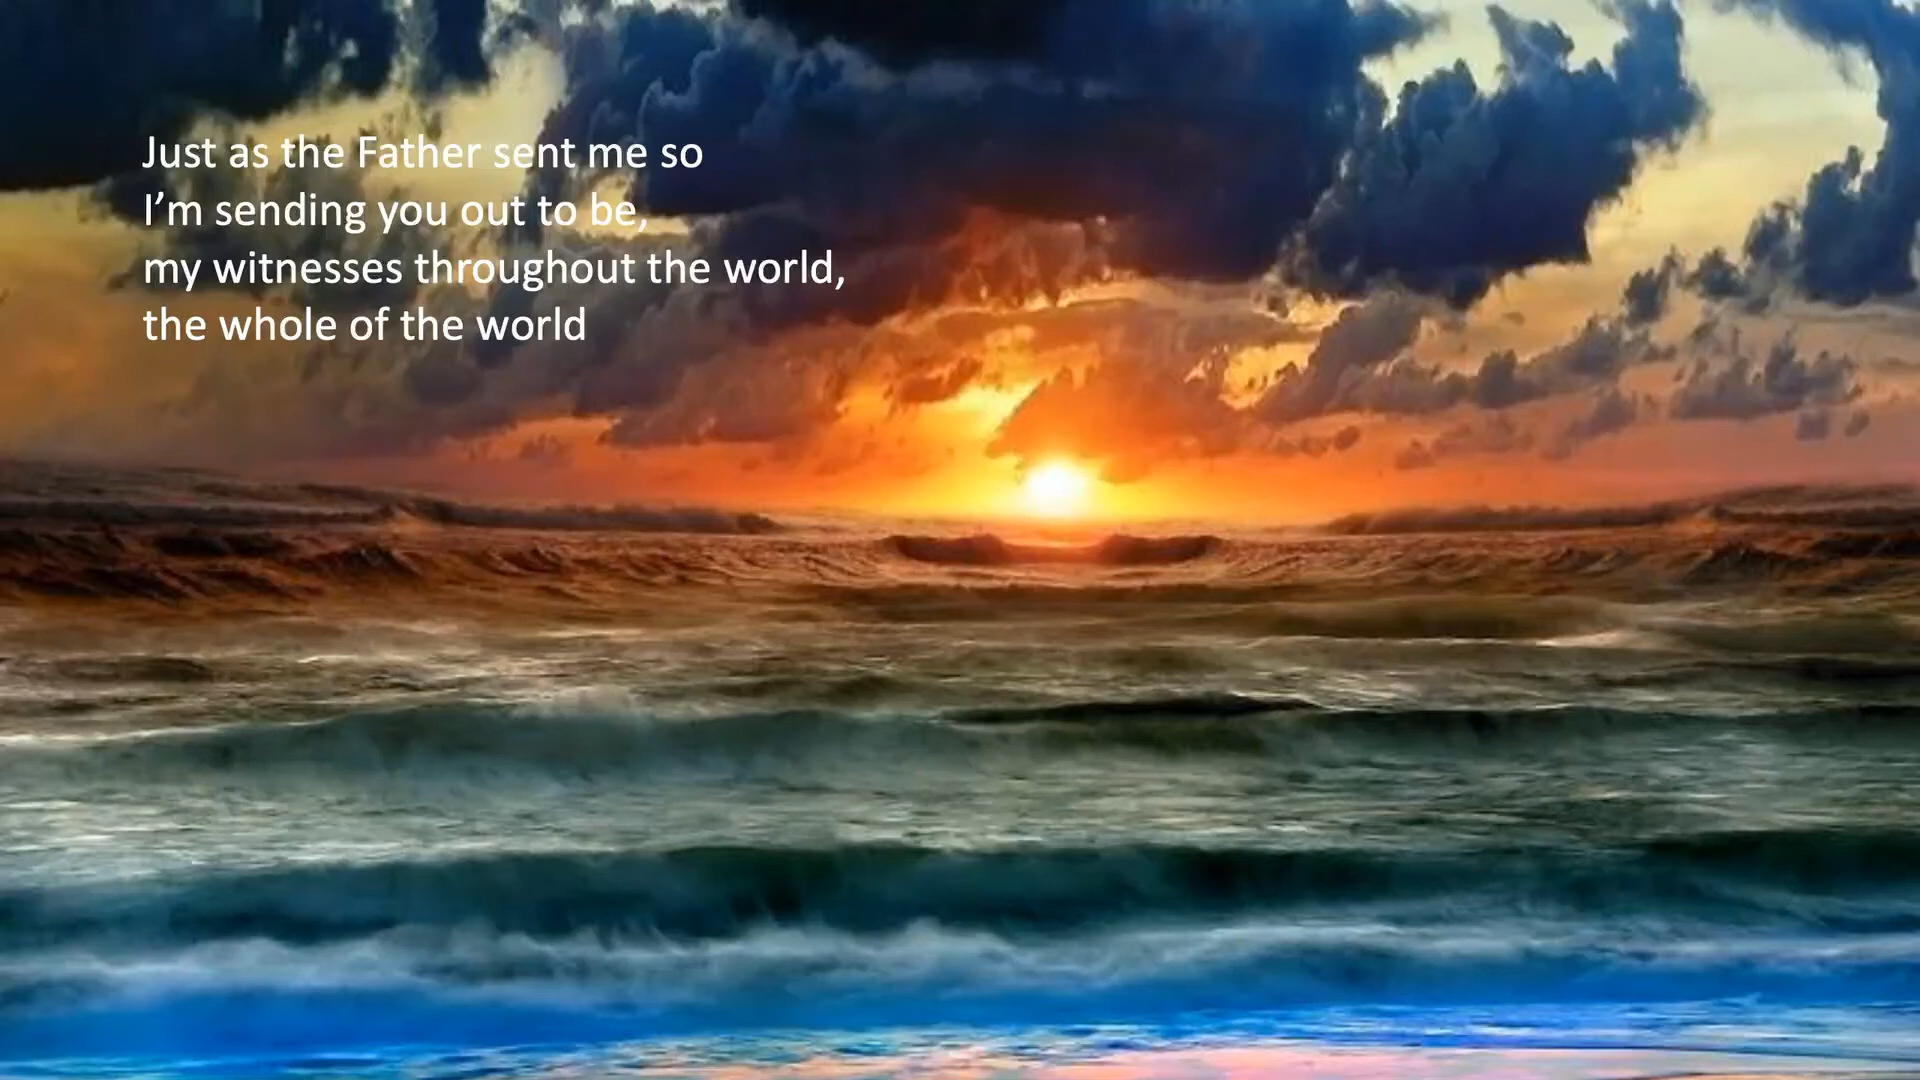 Just as the Father sent me so
I’m sending you out to be,
my witnesses throughout the world,
the whole of the world